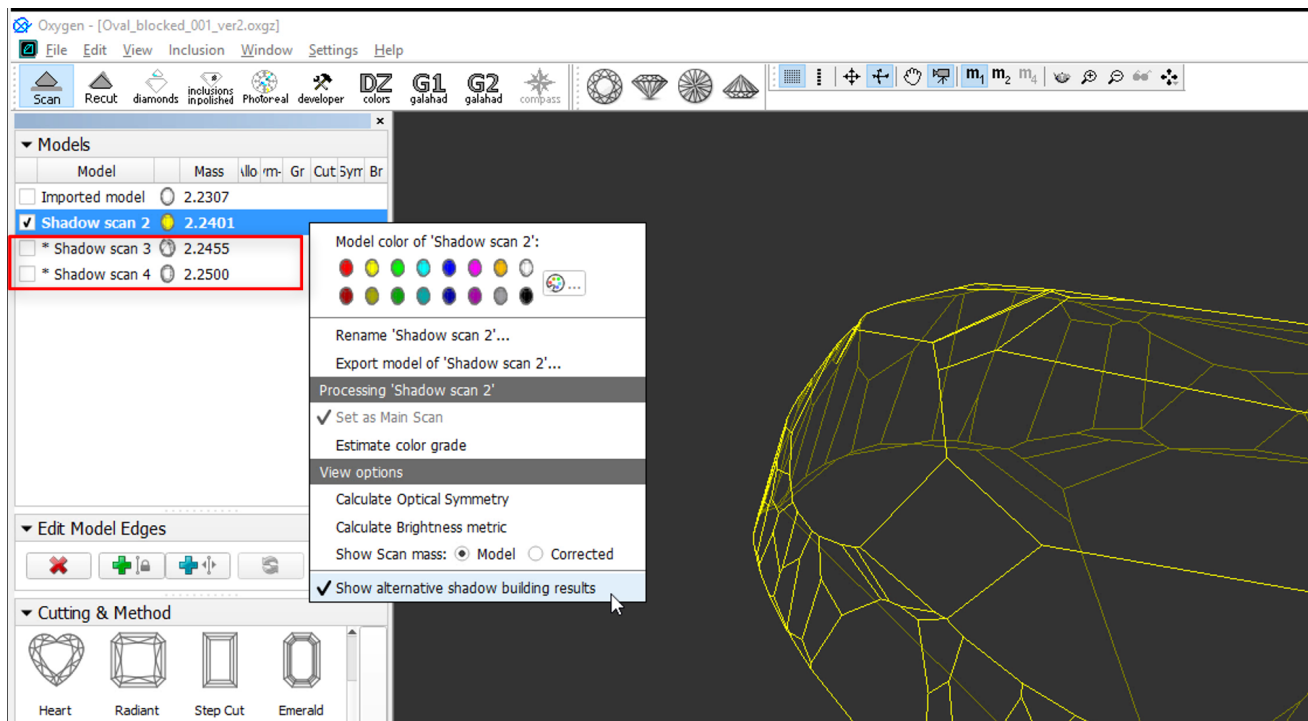 Oxygen - [Oval_blocked_001_ver2.oxgz]
File Edit View Inclusion Window Settings Help
Scan Recut diamonds inclusions inpolished Photoreal developer DZ colors G1 galahad G2 galahad compass m1 m2 m4
Models
Model Mass Allo ym- Gr Cut Sym Br
Imported model 2.2307
Shadow scan 2 2.2401
* Shadow scan 3 2.2455
* Shadow scan 4 2.2500
Model color of 'Shadow scan 2':
...
Rename 'Shadow scan 2'...
Export model of 'Shadow scan 2'...
Processing 'Shadow scan 2'
Set as Main Scan
Estimate color grade
View options
Calculate Optical Symmetry
Calculate Brightness metric
Show Scan mass: Model Corrected
Show alternative shadow building results
Edit Model Edges
Cutting & Method
Heart Radiant Step Cut Emerald